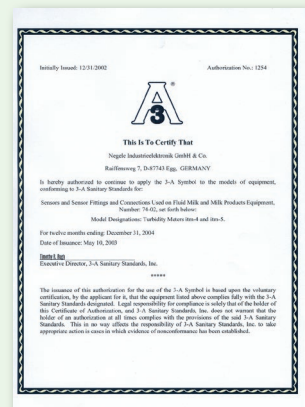 Initially Issued: 12/31/2002 Authorization No.: 1254
A
3
®
This Is To Certify That
Negele Industrieelektronik GmbH & Co.
Raiffeisenweg 7, D-87743 Egg, GERMANY
Is hereby authorized to continue to apply the 3-A Symbol to the models of equipment,
conforming to 3-A Sanitary Standards for:
Sensors and Sensor Fittings and Connections Used on Fluid Milk and Milk Products Equipment,
Number: 74-02, set forth below:
Model Designations: Turbidity Meters itm-4 and itm-5.
For twelve months ending: December 31, 2004
Date of Issuance: May 10, 2003
Timothy R. Rugh
Executive Director, 3-A Sanitary Standards, Inc.
*****
The issuance of this authorization for the use of the 3-A Symbol is based upon the voluntary
certification, by the applicant for it, that the equipment listed above complies fully with the 3-A
Sanitary Standards designated. Legal responsibility for compliance is solely that of the holder of
this Certificate of Authorization, and 3-A Sanitary Standards, Inc. does not warrant that the
holder of an authorization at all times complies with the provisions of the said 3-A Sanitary
Standards. This in no way affects the responsibility of 3-A Sanitary Standards, Inc. to take
appropriate action is cases in which evidence of nonconformance has been established.